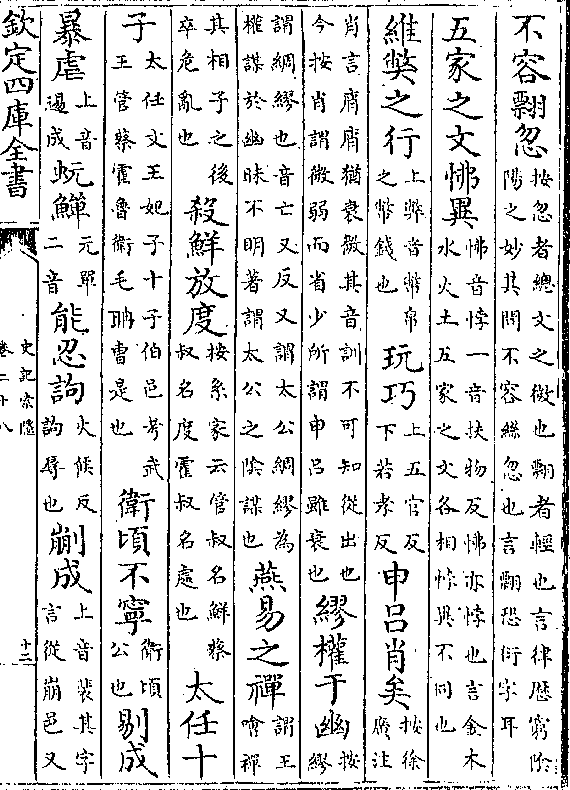 不容翲忽按忽者總文之微也翲者輕也言律歷窮陰陽之妙其間不容絲忽也言翲恐衍字耳
五家之文怫異怫音悖一音扶物反怫亦悖也言金木水火土五家之文各相悖異不同也
維獘之行上獘音幣帛之幣錢也玩巧上五官反下苦孝反申呂肖矣按徐廣注
肖言痟痟猶衰微其音訓不可知從出也今按肖謂微弱而省少所謂申呂雖衰也繆權于幽按繆
謂綢繆也音亡又反又謂太公綢繆為權謀於幽昧不明著謂太公之陰謀也燕易之禪謂王噲禪
其相子之後卒危亂也殺鮮放度按系家云管叔名鮮蔡叔名度霍叔名處也太任十
子太任文王妃子十子伯邑考武王管蔡霍魯衛毛聃曹是也衛頃不寧衛頃公也剔成
暴虐上音逷成蚖鱓元單二音能忍訽火候反訽辱也蒯成上音裴其字言從崩邑又
欽定四庫全書
史記索隱
卷二十八
十二